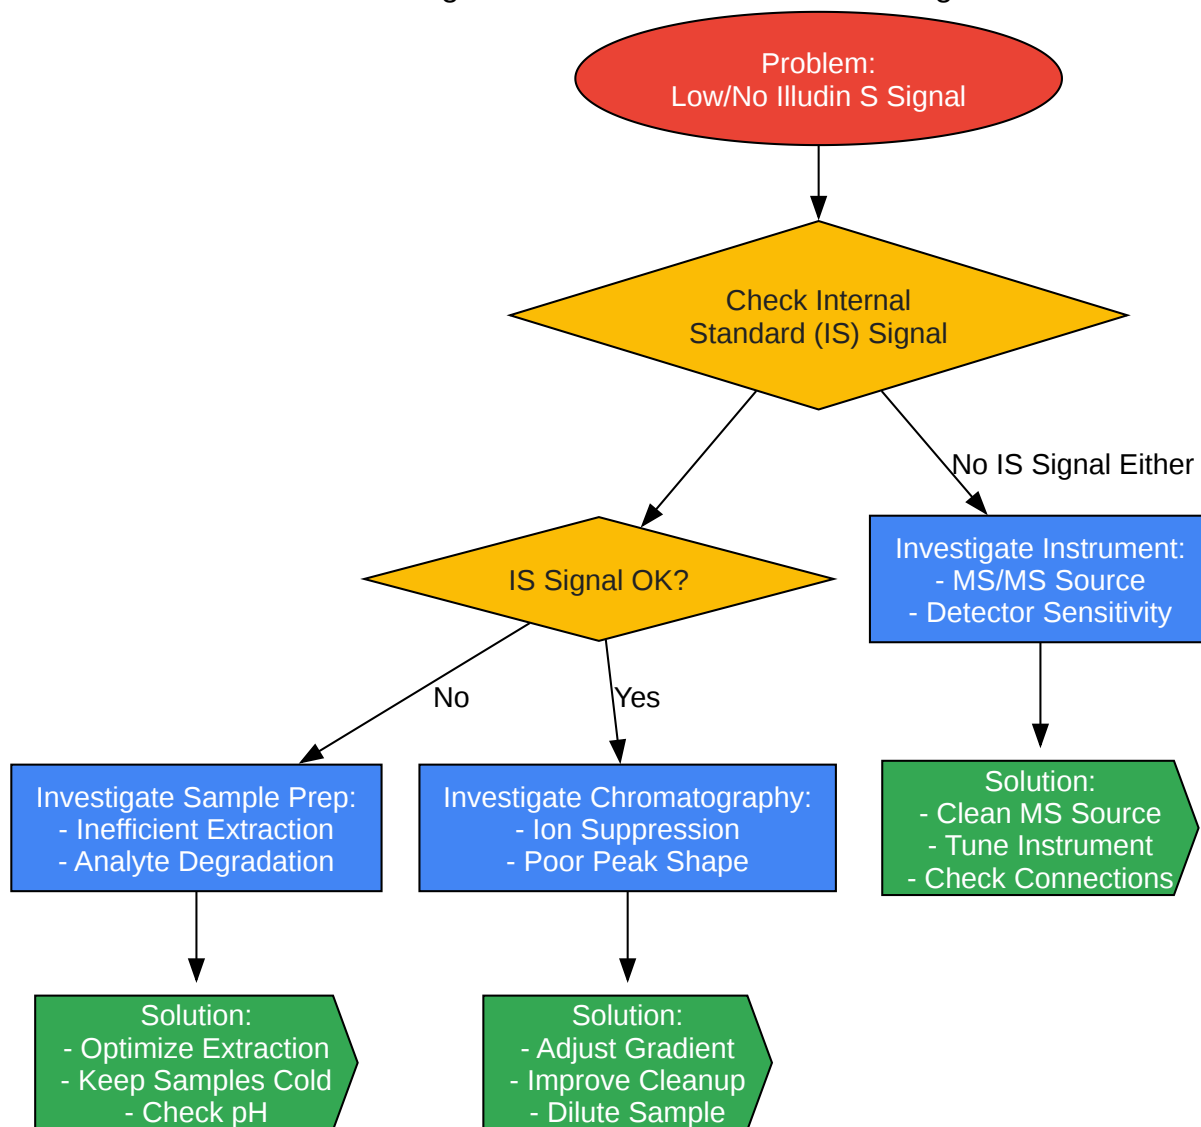 Problem:
Low/No Illudin S Signal
Check Internal
Standard (IS) Signal
No IS Signal Either
IS Signal OK?
Investigate Instrument:
- MS/MS Source
- Detector Sensitivity
No
Yes
Investigate Sample Prep:
- Inefficient Extraction
- Analyte Degradation
Investigate Chromatography:
- Ion Suppression
- Poor Peak Shape
Solution:
- Clean MS Source
- Tune Instrument
- Check Connections
Solution:
- Optimize Extraction
- Keep Samples Cold
- Check pH
Solution:
- Adjust Gradient
- Improve Cleanup
- Dilute Sample